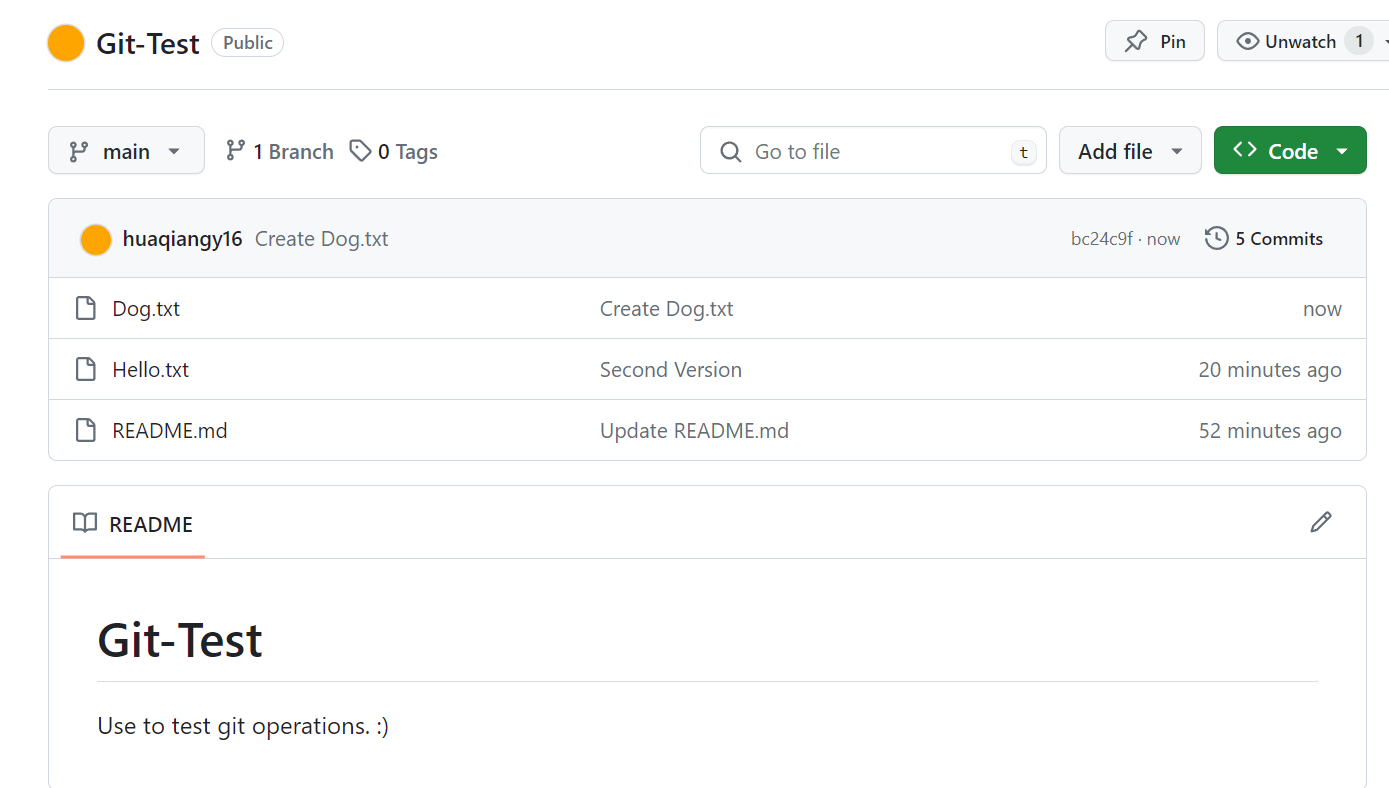 Git-Test Public Pin Unwatch 1
main 1 Branch 0 Tags Go to file t Add file Code
huaqiangy16 Create Dog.txt bc24c9f · now 5 Commits
Dog.txt Create Dog.txt now
Hello.txt Second Version 20 minutes ago
README.md Update README.md 52 minutes ago
README
Git-Test
Use to test git operations. :)